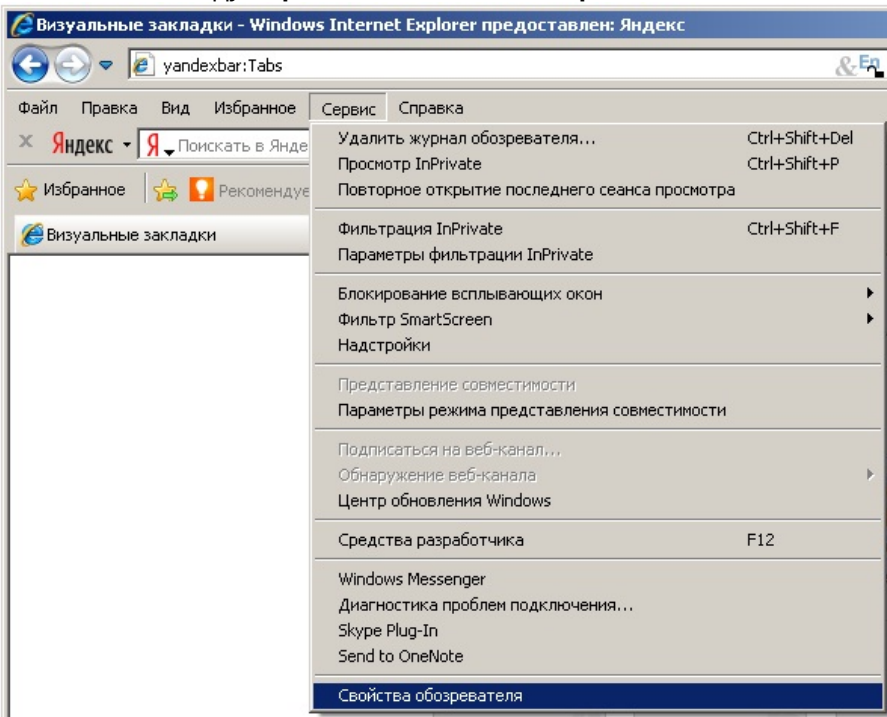 Визуальные закладки - Windows Internet Explorer предоставлен: Яндекс
yandexbar:Tabs
Файл Правка Вид Избранное Сервис Справка
Яндекс Я Поискать в Янде
Избранное Рекомендуе
Визуальные закладки
Удалить журнал обозревателя... Ctrl+Shift+Del
Просмотр InPrivate Ctrl+Shift+P
Повторное открытие последнего сеанса просмотра
Фильтрация InPrivate Ctrl+Shift+F
Параметры фильтрации InPrivate
Блокирование всплывающих окон
Фильтр SmartScreen
Надстройки
Представление совместимости
Параметры режима представления совместимости
Подписаться на веб-канал...
Обнаружение веб-канала
Центр обновления Windows
Средства разработчика F12
Windows Messenger
Диагностика проблем подключения...
Skype Plug-In
Send to OneNote
Свойства обозревателя